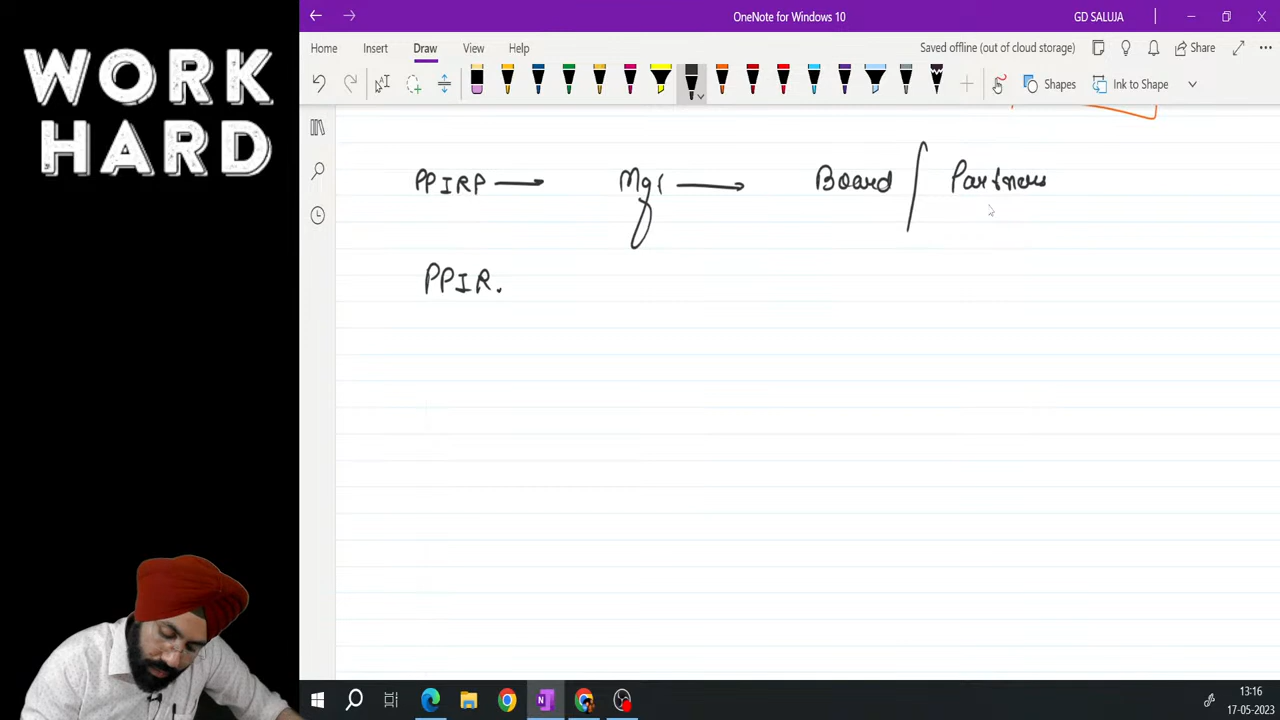 WORK
HARD
OneNote for Windows 10
GD SALUJA
Home Insert Draw View Help
Saved offline (out of cloud storage)
Share
Shapes
Ink to Shape
PPIRP → → Board / Partners
PPIR.
13:16
17-05-2023